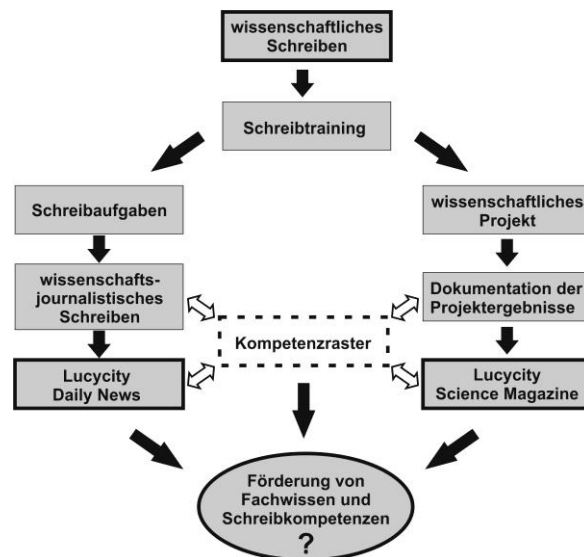 wissenschaftliches
Schreiben
Schreibtraining
Schreibaufgaben
wissenschaftliches
Projekt
wissenschafts-
journalistisches
Schreiben
Dokumentation der
Projektergebnisse
Kompetenzraster
Lucycity
Daily News
Lucycity
Science Magazine
Förderung von
Fachwissen und
Schreibkompetenzen
?